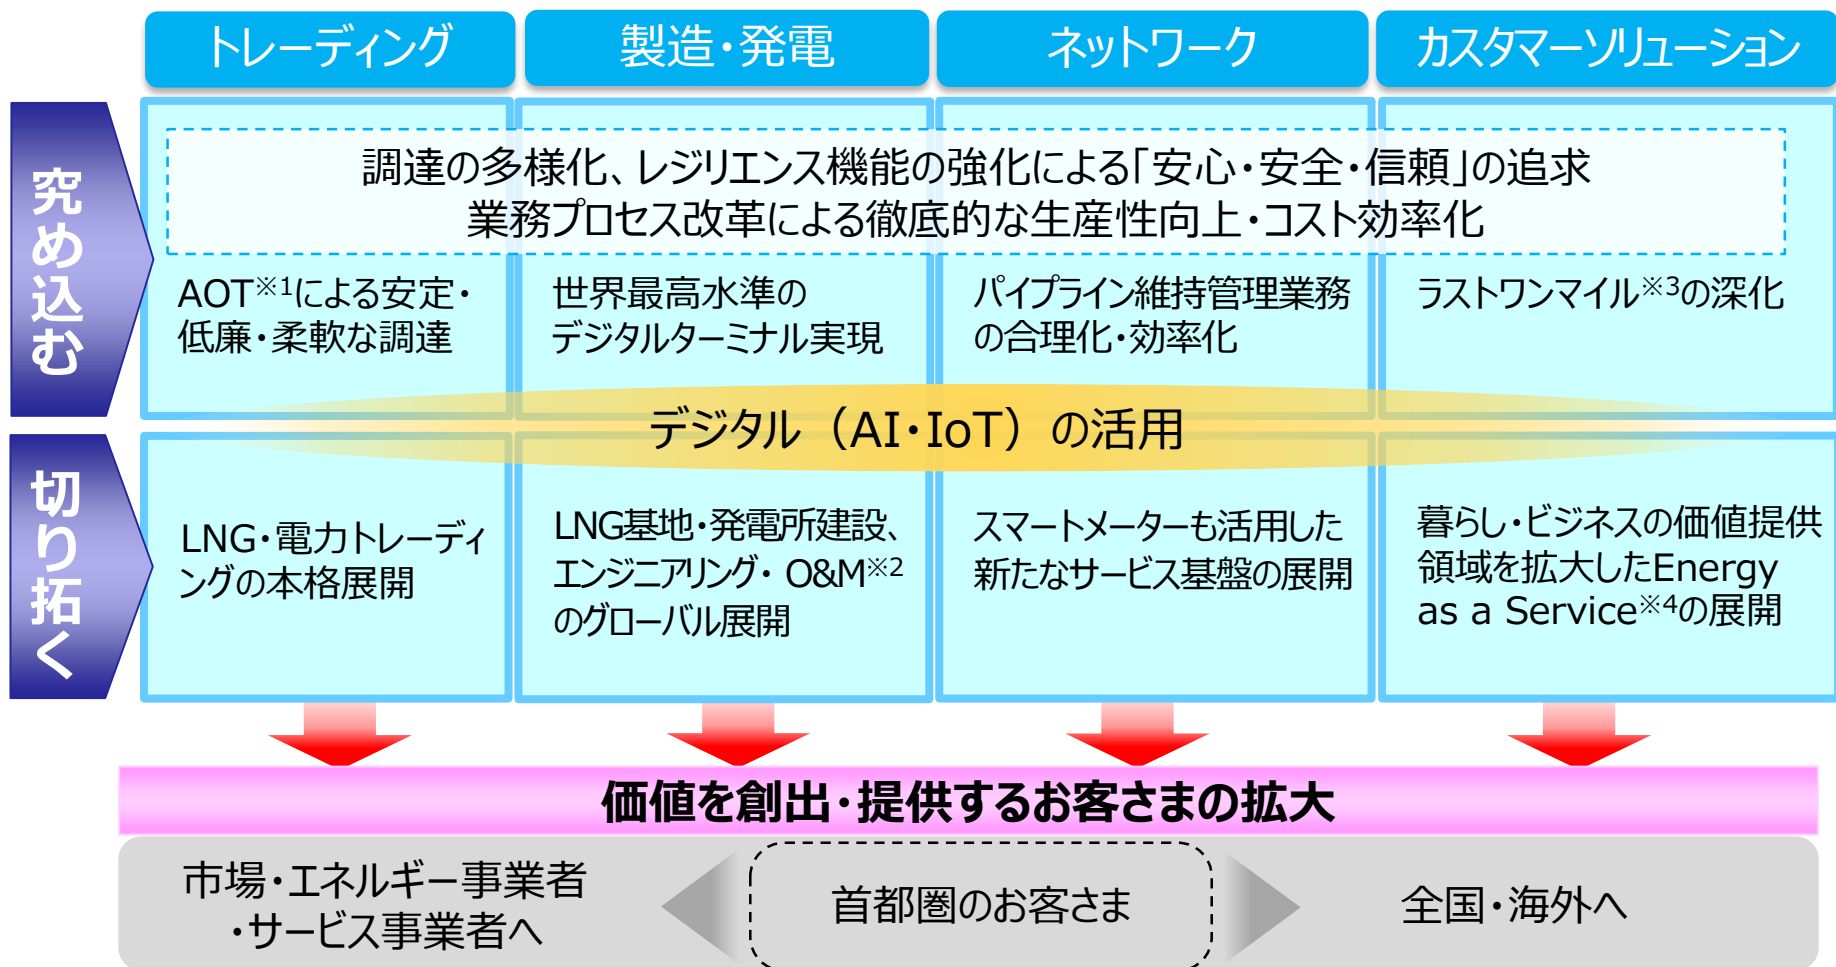 トレーディング
製造・発電
ネットワーク
カスタマーソリューション
究め込む
調達の多様化、レジリエンス機能の強化による「安心・安全・信頼」の追求
業務プロセス改革による徹底的な生産性向上・コスト効率化
AOT※1による安定・
低廉・柔軟な調達
世界最高水準の
デジタルターミナル実現
パイプライン維持管理業務
の合理化・効率化
ラストワンマイル※3の深化
デジタル（AI・IoT）の活用
切り拓く
LNG・電力トレーディ
ングの本格展開
LNG基地・発電所建設、
エンジニアリング・ O&M※2
のグローバル展開
スマートメーターも活用した
新たなサービス基盤の展開
暮らし・ビジネスの価値提供
領域を拡大したEnergy
as a Service※4の展開
価値を創出・提供するお客さまの拡大
市場・エネルギー事業者
・サービス事業者へ
首都圏のお客さま
全国・海外へ